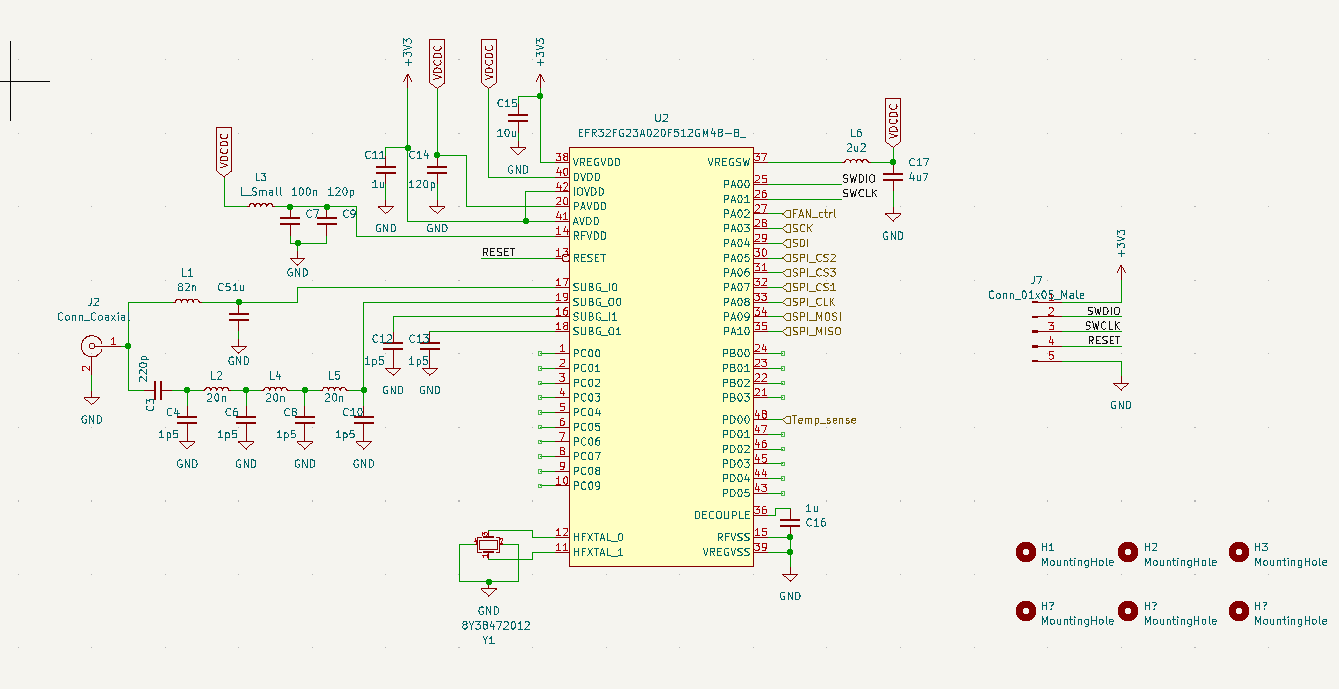 +3V3
VDCDC
VDCDC
+3V3
VDCDC
VDCDC
C15
10u
GND
U2
EFR32FG23A020F512GM48-B_
C11
1u
GND
C14
120p
GND
L3
L_Small
100n
120p
C7
C9
GND
RESET
L6
2u2
C17
4u7
GND
38
VREGVDD
40
DVDD
42
IOVDD
20
PAVDD
41
AVDD
14
RFVDD
13
RESET
17
SUBG_I0
19
SUBG_O0
16
SUBG_I1
18
SUBG_O1
1
PC00
2
PC01
3
PC02
4
PC03
5
PC04
6
PC05
7
PC06
8
PC07
9
PC08
10
PC09
12
HFXTAL_O
11
HFXTAL_1
VREGSW
37
PA00
25
SWDIO
PA01
26
SWCLK
PA02
27
FAN_ctrl
PA03
28
SCK
PA04
29
SDI
PA05
30
SPI_CS2
PA06
31
SPI_CS3
PA07
32
SPI_CS1
PA08
33
SPI_CLK
PA09
34
SPI_MOSI
PA10
35
SPI_MISO
PB00
24
PB01
23
PB02
22
PB03
21
PD00
48
Temp_sense
PD01
47
PD02
46
PD03
45
PD04
44
PD05
43
DECOUPLE
36
RFVSS
15
VREGVSS
39
1u
C16
GND
L1
82n
C51u
GND
J2
Conn_Coaxial
1
2
GND
220p
C3
L2
20n
L4
20n
L5
20n
C4
1p5
GND
C6
1p5
GND
C8
1p5
GND
C10
1p5
GND
C12
1p5
GND
C13
1p5
GND
GND
8Y38472012
Y1
+3V3
J7
Conn_01x05_Male
1
2
SWDIO
3
SWCLK
4
RESET
5
GND
H1
MountingHole
H2
MountingHole
H3
MountingHole
H?
MountingHole
H?
MountingHole
H?
MountingHole